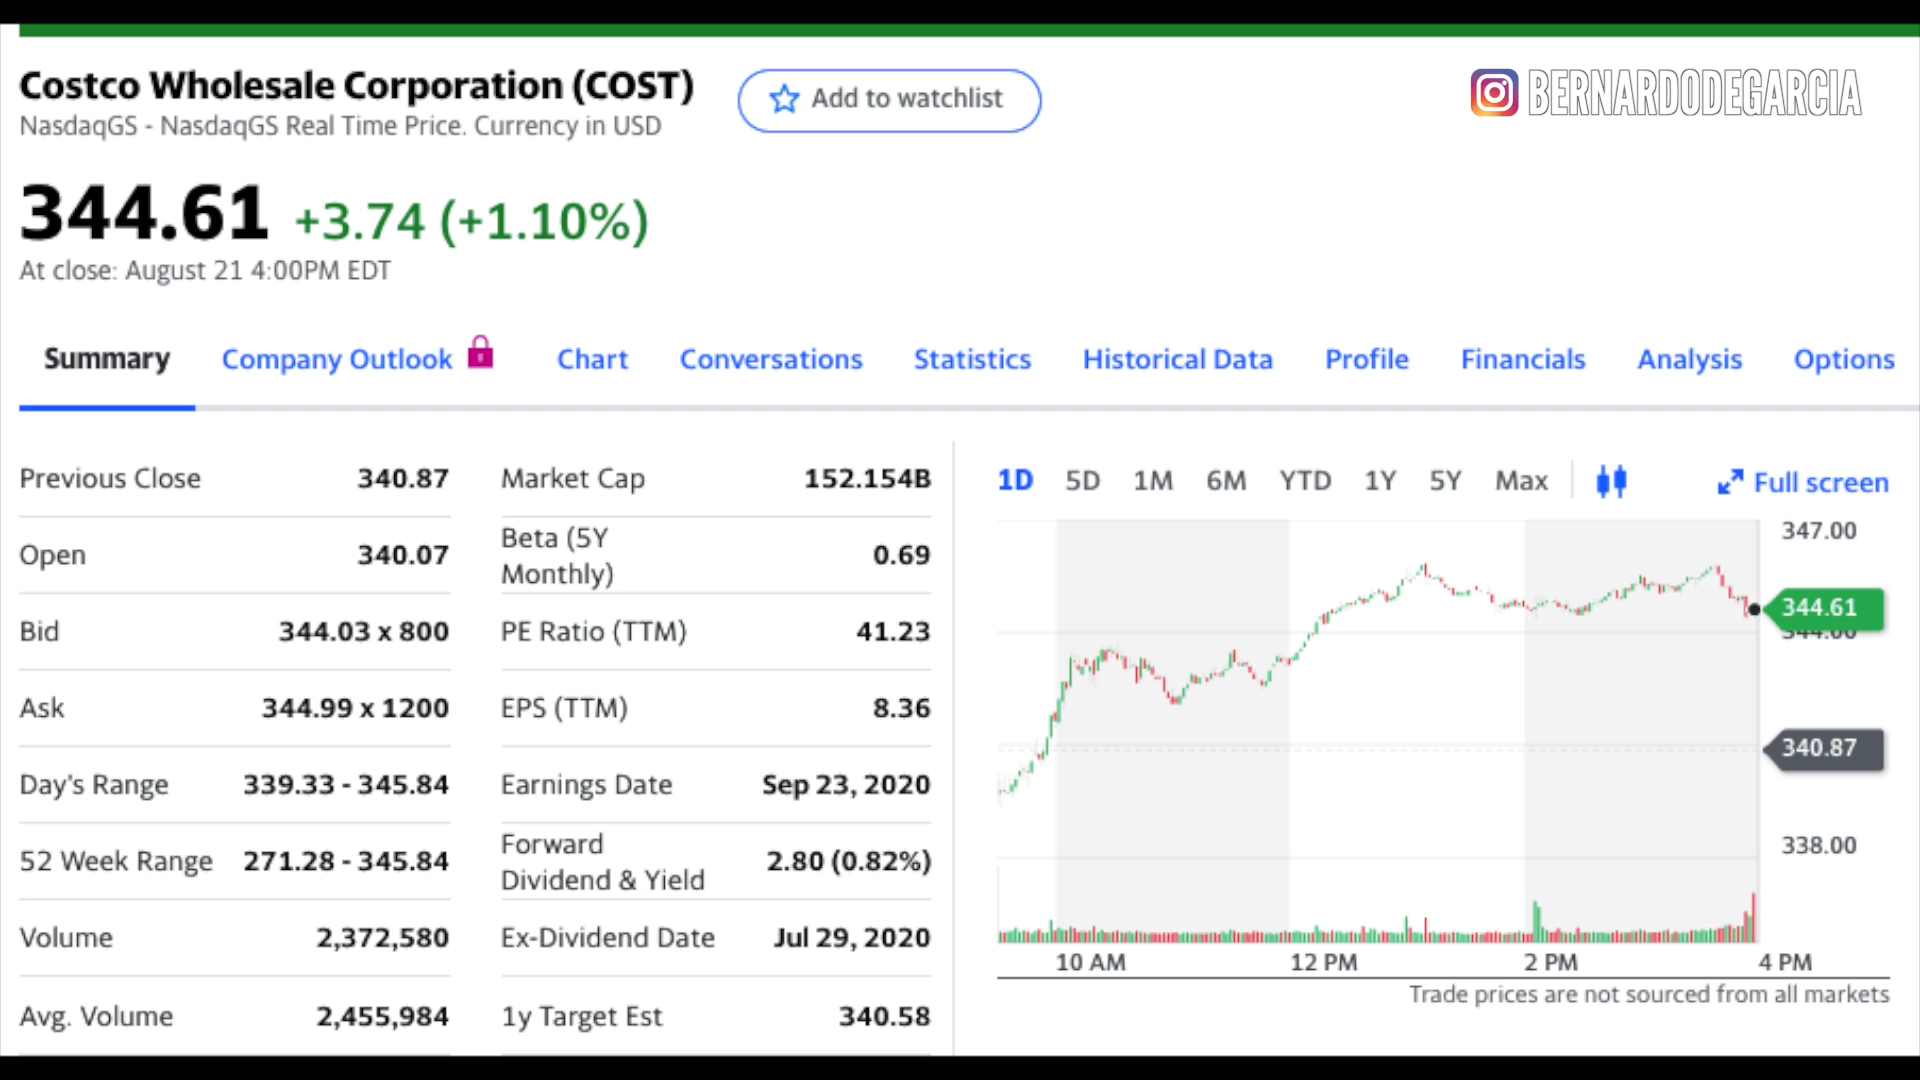 Costco Wholesale Corporation (COST)
Add to watchlist
BERNARDODEGARCIA
NasdaqGS - NasdaqGS Real Time Price. Currency in USD
344.61 +3.74 (+1.10%)
At close: August 21 4:00PM EDT
Summary Company Outlook Chart Conversations Statistics Historical Data Profile Financials Analysis Options
Previous Close 340.87
Open 340.07
Bid 344.03 x 800
Ask 344.99 x 1200
Day's Range 339.33 - 345.84
52 Week Range 271.28 - 345.84
Volume 2,372,580
Avg. Volume 2,455,984
Market Cap 152.154B
Beta (5Y
Monthly) 0.69
PE Ratio (TTM) 41.23
EPS (TTM) 8.36
Earnings Date Sep 23, 2020
Forward
Dividend & Yield 2.80 (0.82%)
Ex-Dividend Date Jul 29, 2020
1y Target Est 340.58
1D 5D 1M 6M YTD 1Y 5Y Max Full screen
347.00
344.61
344.00
340.87
338.00
10 AM 12 PM 2 PM 4 PM
Trade prices are not sourced from all markets